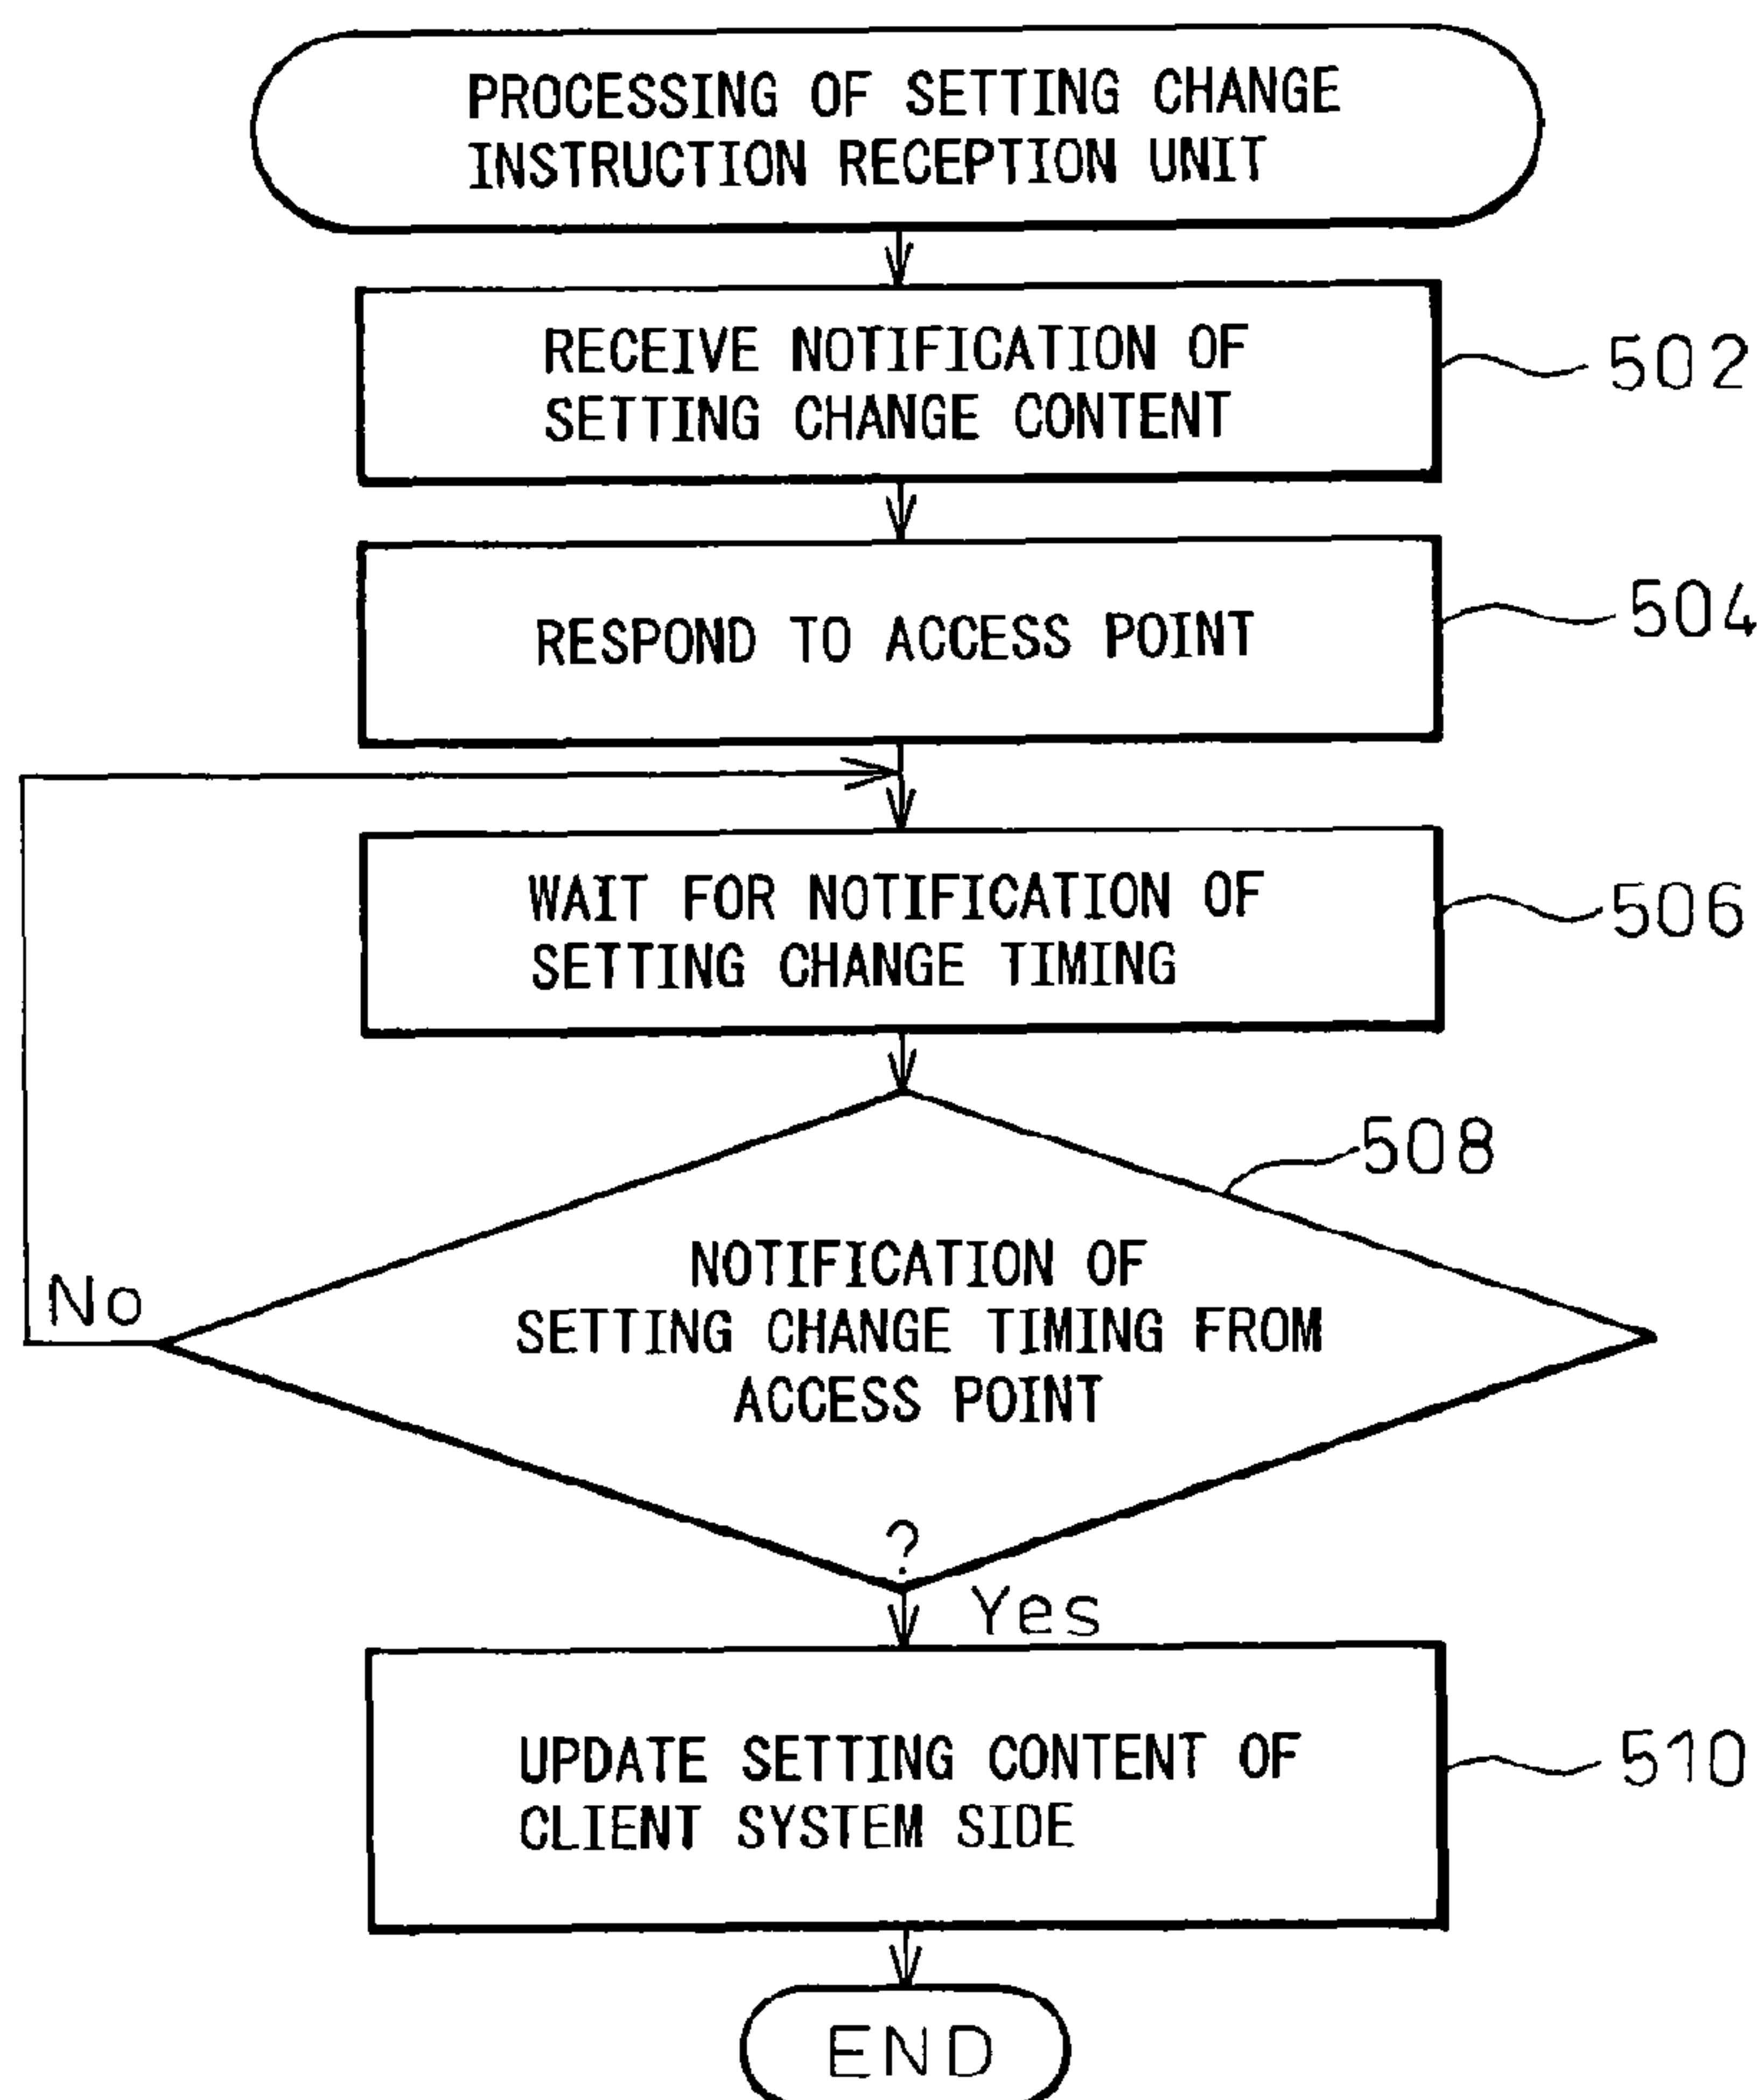 PROCESSING OF SETTING CHANGE
INSTRUCTION RECEPTION UNIT
RECEIVE NOTIFICATION OF
SETTING CHANGE CONTENT
502
RESPOND TO ACCESS POINT
504
WAIT FOR NOTIFICATION OF
SETTING CHANGE TIMING
506
508
NOTIFICATION OF
SETTING CHANGE TIMING FROM
ACCESS POINT
?
No
Yes
UPDATE SETTING CONTENT OF
CLIENT SYSTEM SIDE
510
END